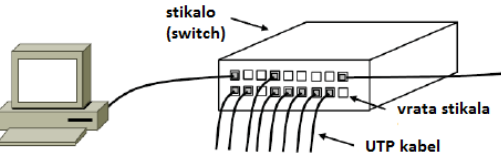 stikalo
(switch)
vrata stikala
UTP kabel